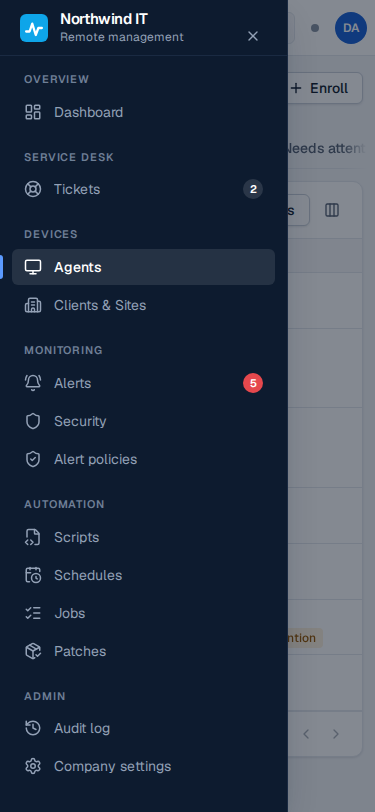 Northwind IT
Remote management
DA
OVERVIEW
Enroll
Dashboard
Needs attent
SERVICE DESK
Tickets
2
s
DEVICES
Agents
Clients & Sites
MONITORING
Alerts
5
Security
Alert policies
AUTOMATION
Scripts
Schedules
Jobs
ntion
Patches
ADMIN
Audit log
Company settings